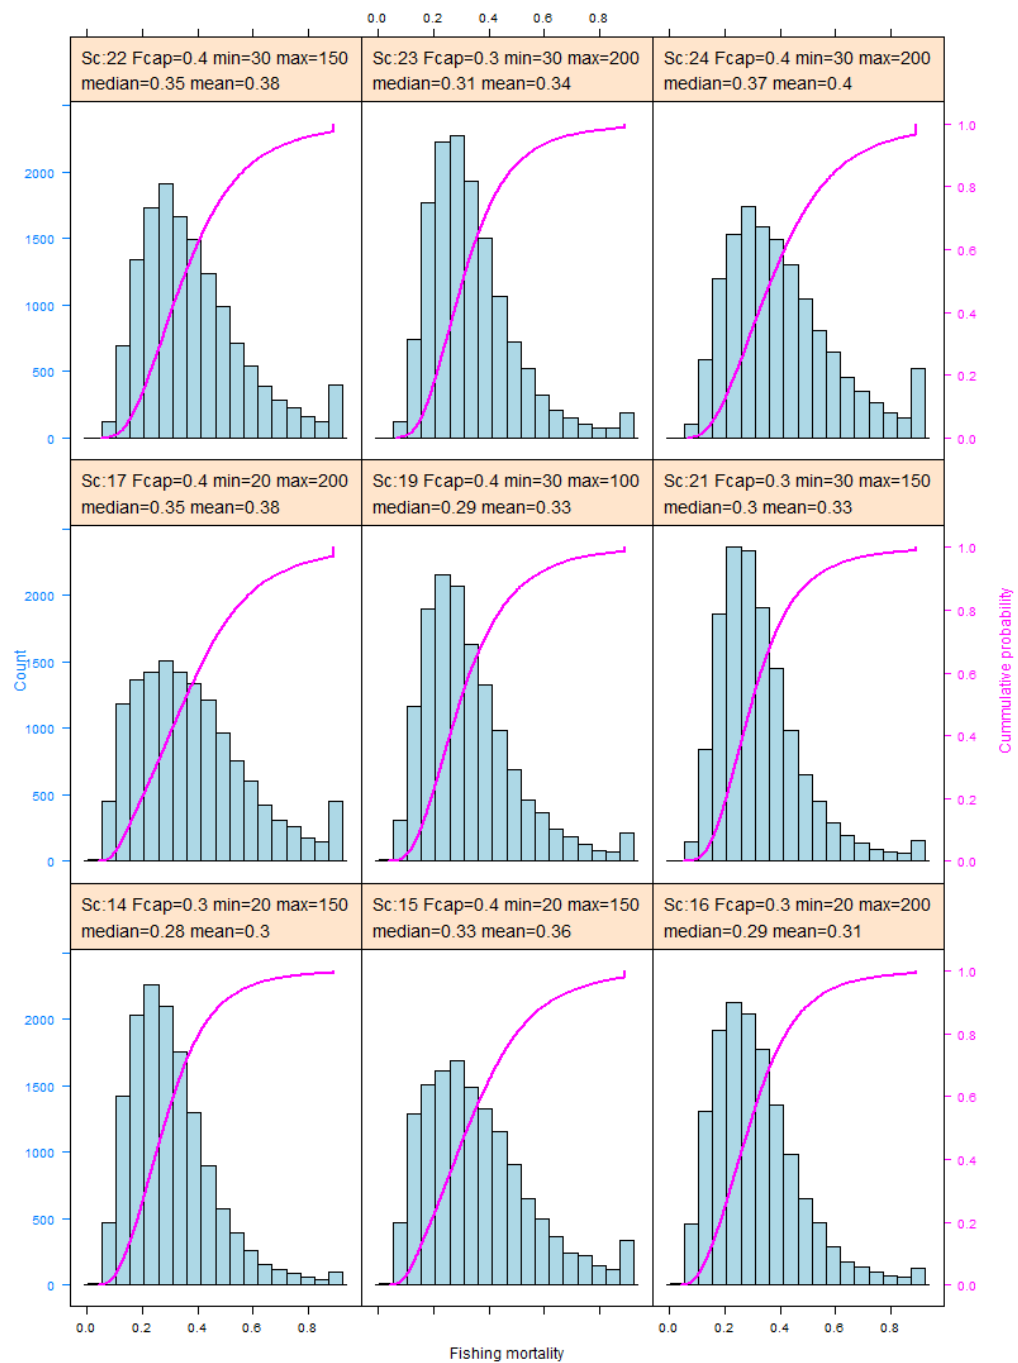 0.0 0.2 0.4 0.6 0.8
Sc:22 Fcap=0.4 min=30 max=150
median=0.35 mean=0.38
Sc:23 Fcap=0.3 min=30 max=200
median=0.31 mean=0.34
Sc:24 Fcap=0.4 min=30 max=200
median=0.37 mean=0.4
2000
1500
1000
500
0
1.0
0.8
0.6
0.4
0.2
0.0
Sc:17 Fcap=0.4 min=20 max=200
median=0.35 mean=0.38
Sc:19 Fcap=0.4 min=30 max=100
median=0.29 mean=0.33
Sc:21 Fcap=0.3 min=30 max=150
median=0.3 mean=0.33
Count
2000
1500
1000
500
0
1.0
0.8
0.6
0.4
0.2
0.0
Cummulative probability
Sc:14 Fcap=0.3 min=20 max=150
median=0.28 mean=0.3
Sc:15 Fcap=0.4 min=20 max=150
median=0.33 mean=0.36
Sc:16 Fcap=0.3 min=20 max=200
median=0.29 mean=0.31
2000
1500
1000
500
0
1.0
0.8
0.6
0.4
0.2
0.0
0.0 0.2 0.4 0.6 0.8
0.0 0.2 0.4 0.6 0.8
Fishing mortality